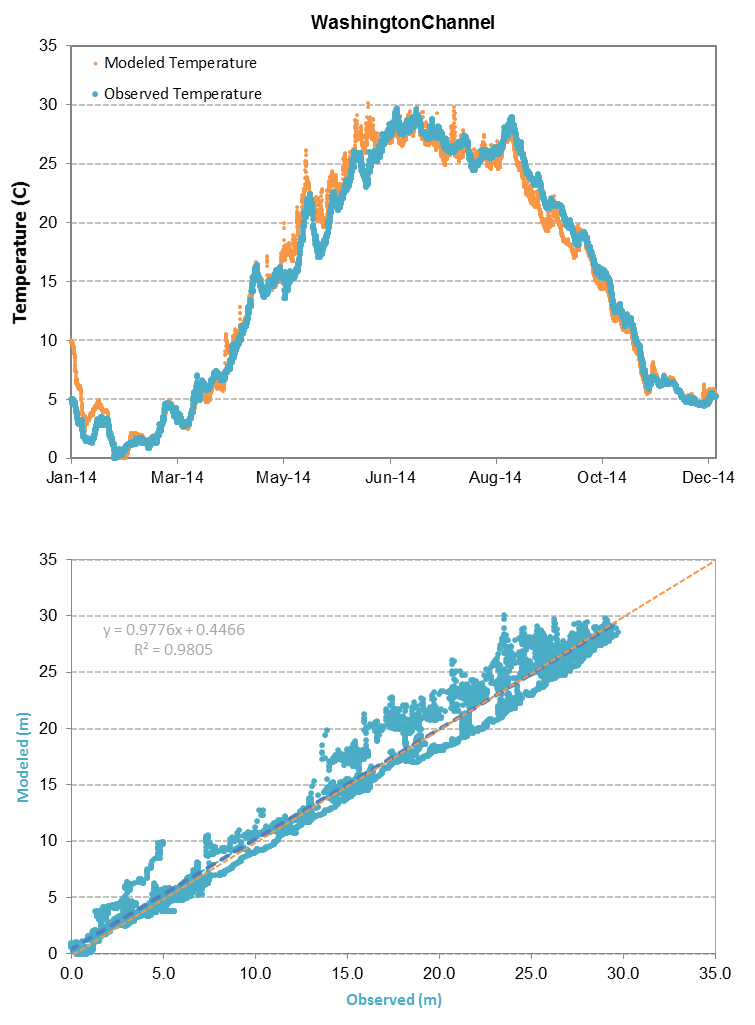 WashingtonChannel
35
Modeled Temperature
Observed Temperature
30
25
20
15
10
5
0
Temperature (C)
Jan-14 Mar-14 May-14 Jun-14 Aug-14 Oct-14 Dec-14
35
y = 0.9776x + 0.4466
R² = 0.9805
30
25
20
15
10
5
0
Modeled (m)
0.0 5.0 10.0 15.0 20.0 25.0 30.0 35.0
Observed (m)